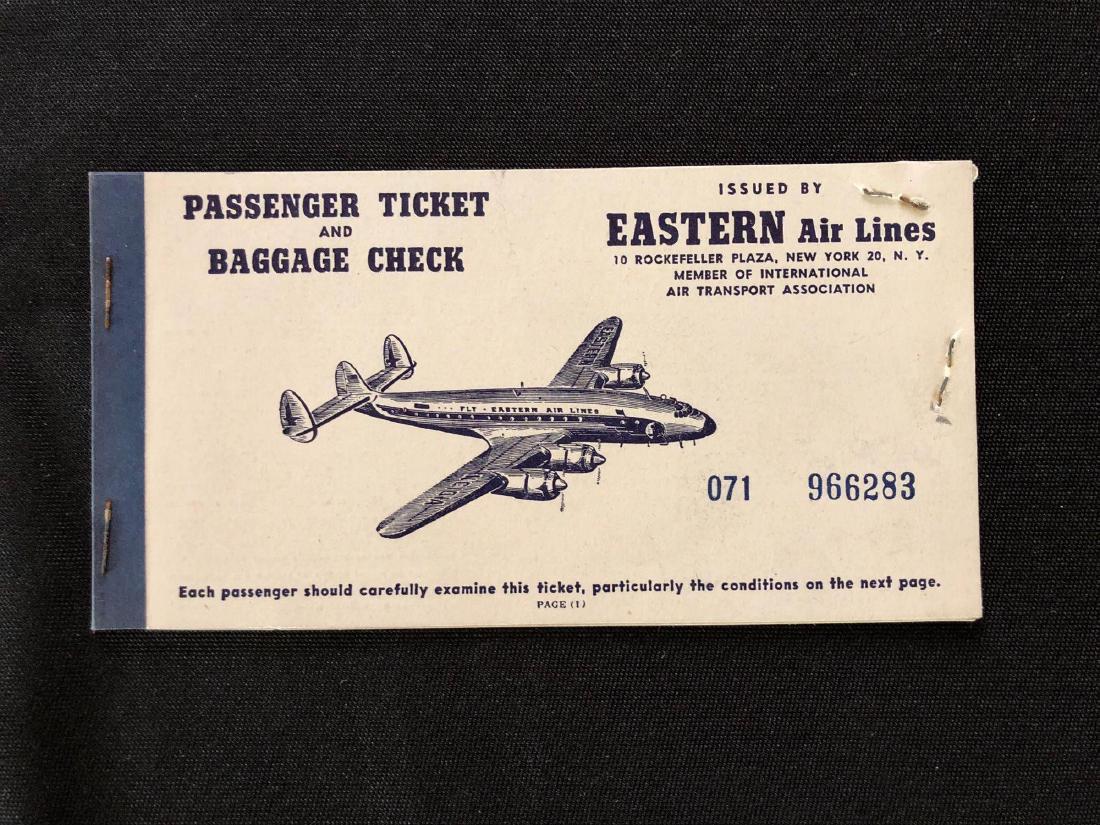 PASSENGER TICKET
AND
BAGGAGE CHECK
ISSUED BY
EASTERN Air Lines
10 ROCKEFELLER PLAZA, NEW YORK 20, N. Y.
MEMBER OF INTERNATIONAL
AIR TRANSPORT ASSOCIATION
FLY - EASTERN AIR LINES
071 966283
Each passenger should carefully examine this ticket, particularly the conditions on the next page.
PAGE (1)